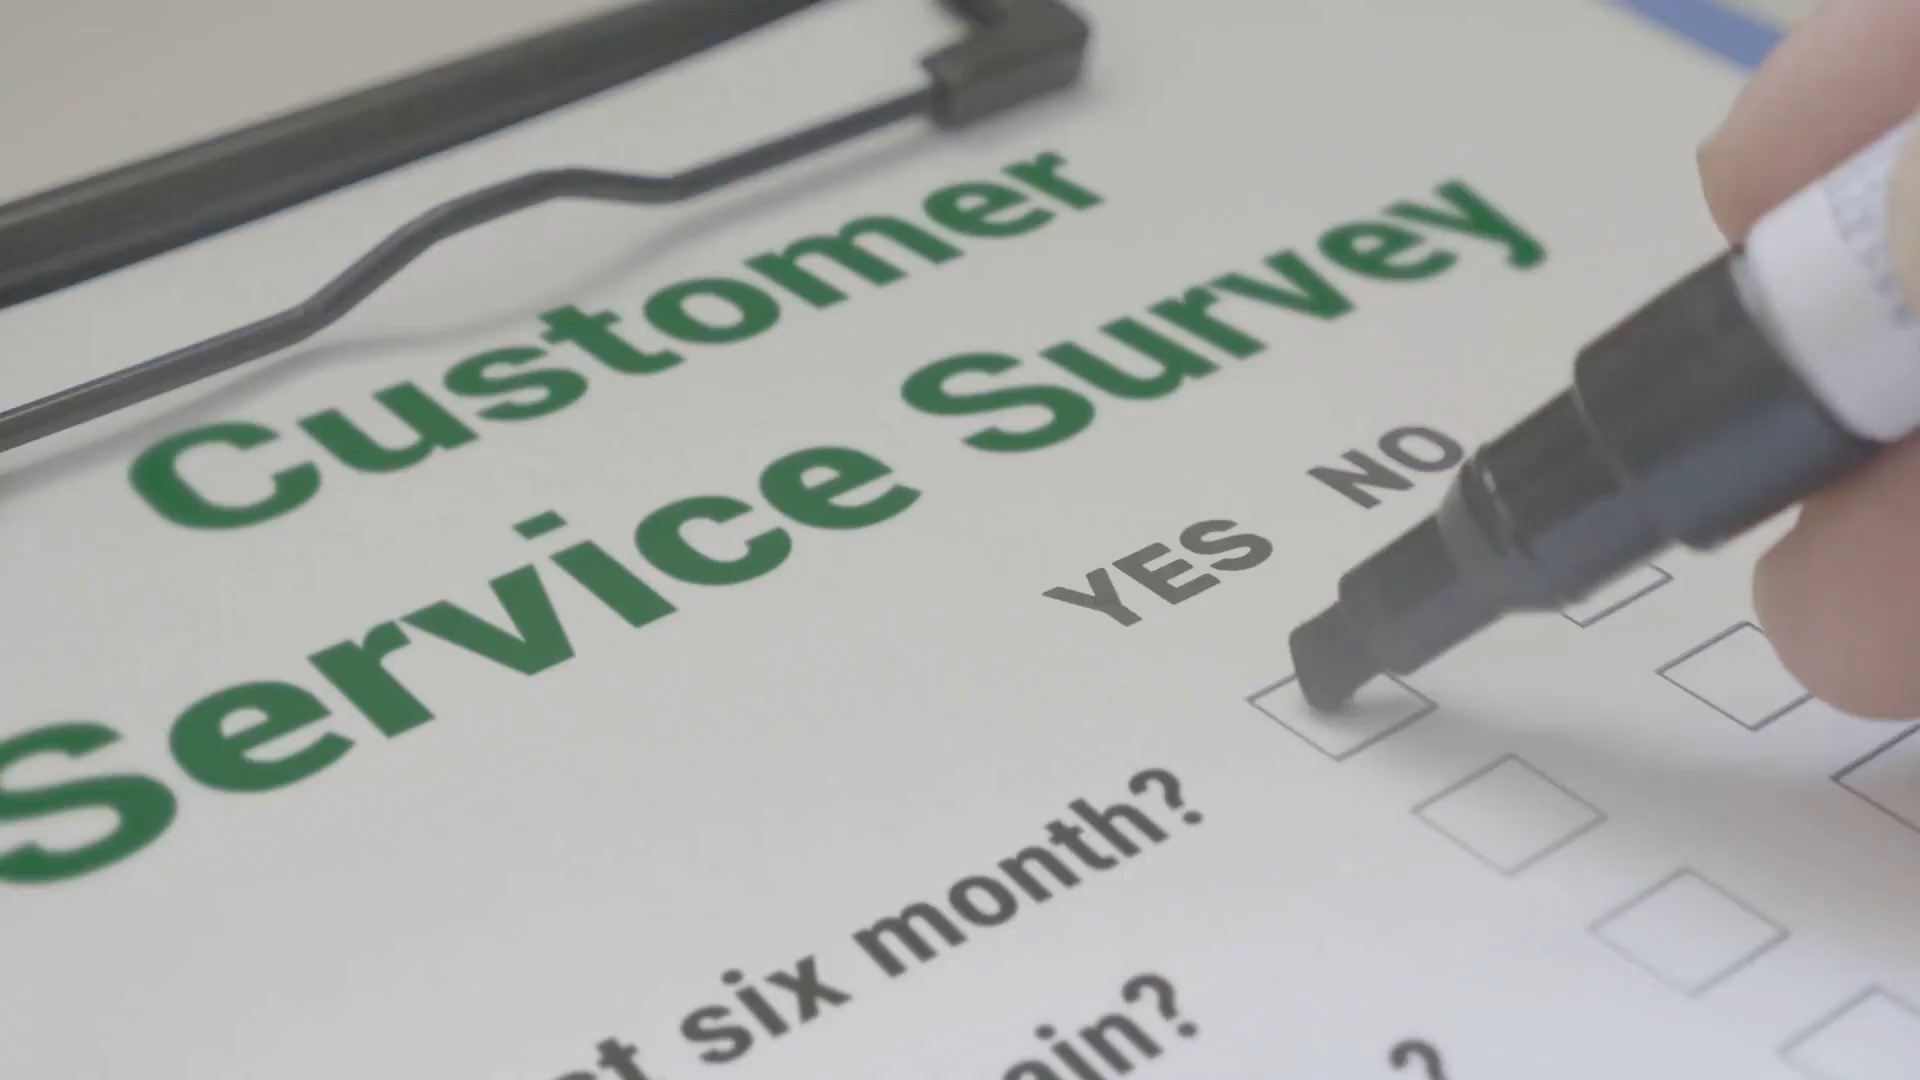 Customer
Service Survey
YES NO
six month?
?